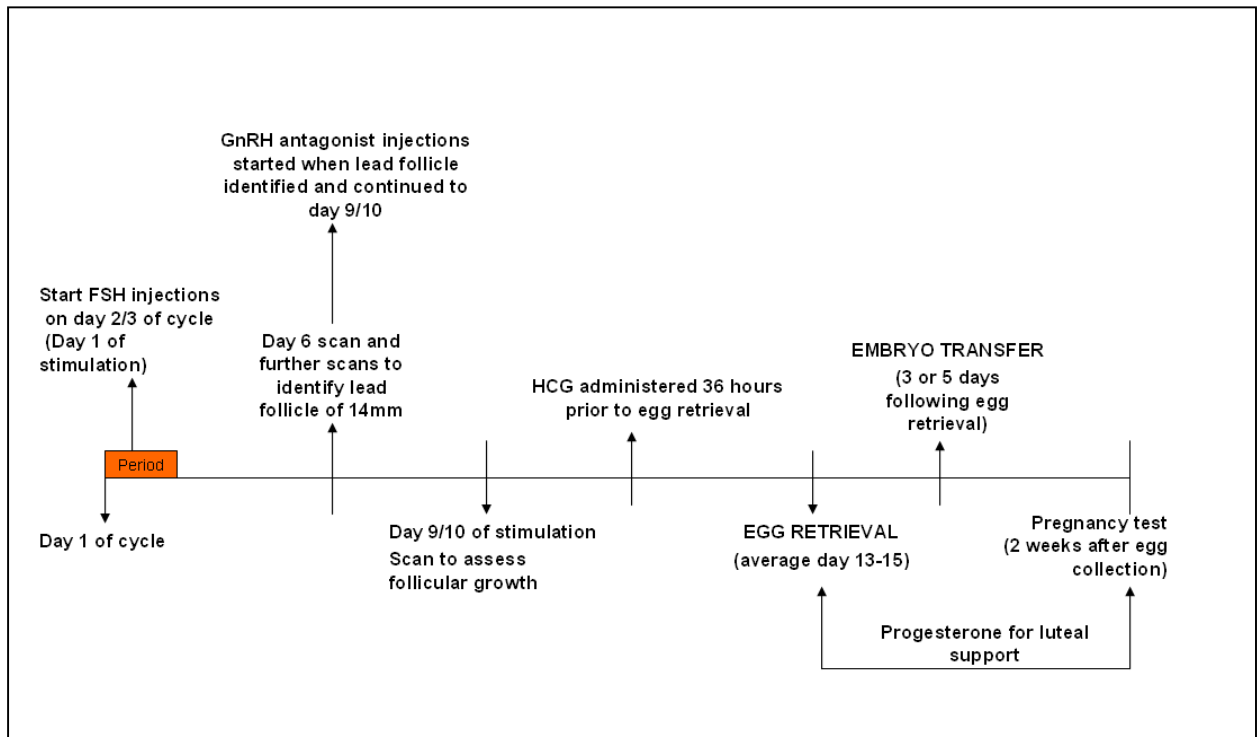 GnRH antagonist injections
started when lead follicle
identified and continued to
day 9/10
Start FSH injections
on day 2/3 of cycle
(Day 1 of
stimulation)
Day 6 scan and
further scans to
identify lead
follicle of 14mm
HCG administered 36 hours
prior to egg retrieval
EMBRYO TRANSFER
(3 or 5 days
following egg
retrieval)
Period
Day 1 of cycle
Day 9/10 of stimulation
Scan to assess
follicular growth
EGG RETRIEVAL
(average day 13-15)
Pregnancy test
(2 weeks after egg
collection)
Progesterone for luteal
support